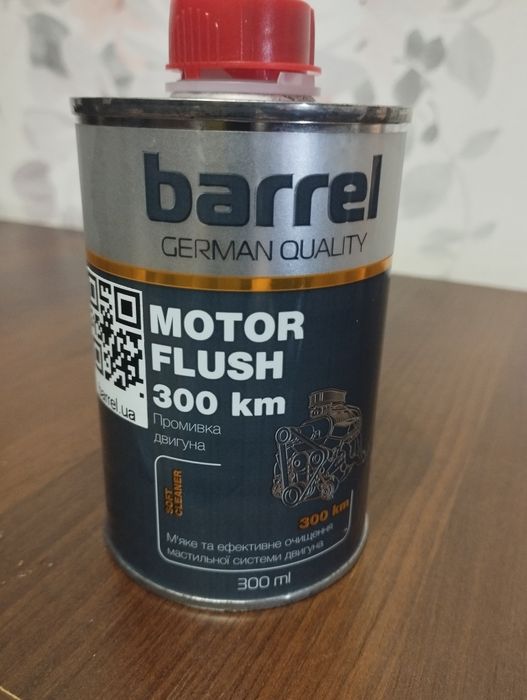 barrel
GERMAN QUALITY
MOTOR
FLUSH
300 km
Промивка
двигуна
barrel.ua
SOFT
CLEANER
300 km
М'яке та ефективне очищення
мастильної системи двигуна
300 ml